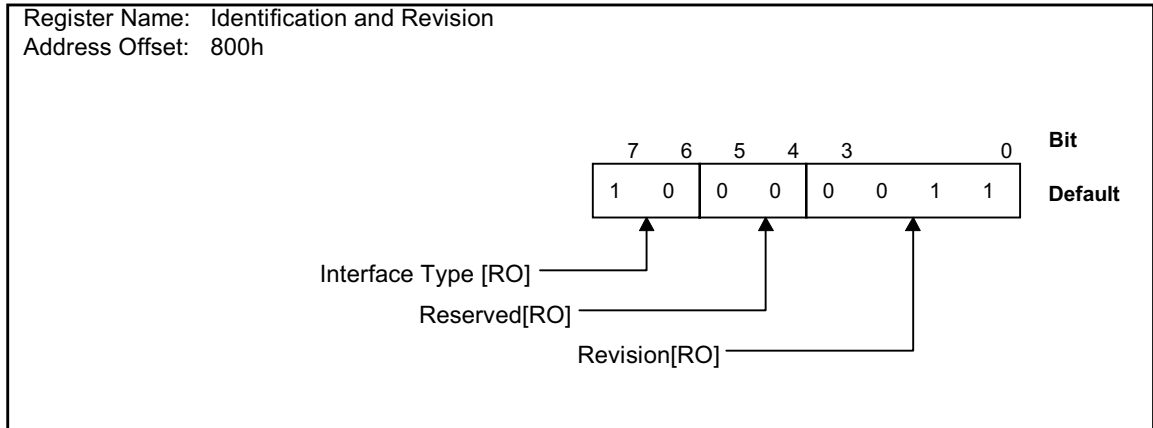 Register Name: Identification and Revision
Address Offset: 800h
7 6 5 4 3 0 Bit
1 0 0 0 0 0 1 1 Default
Interface Type [RO]
Reserved[RO]
Revision[RO]